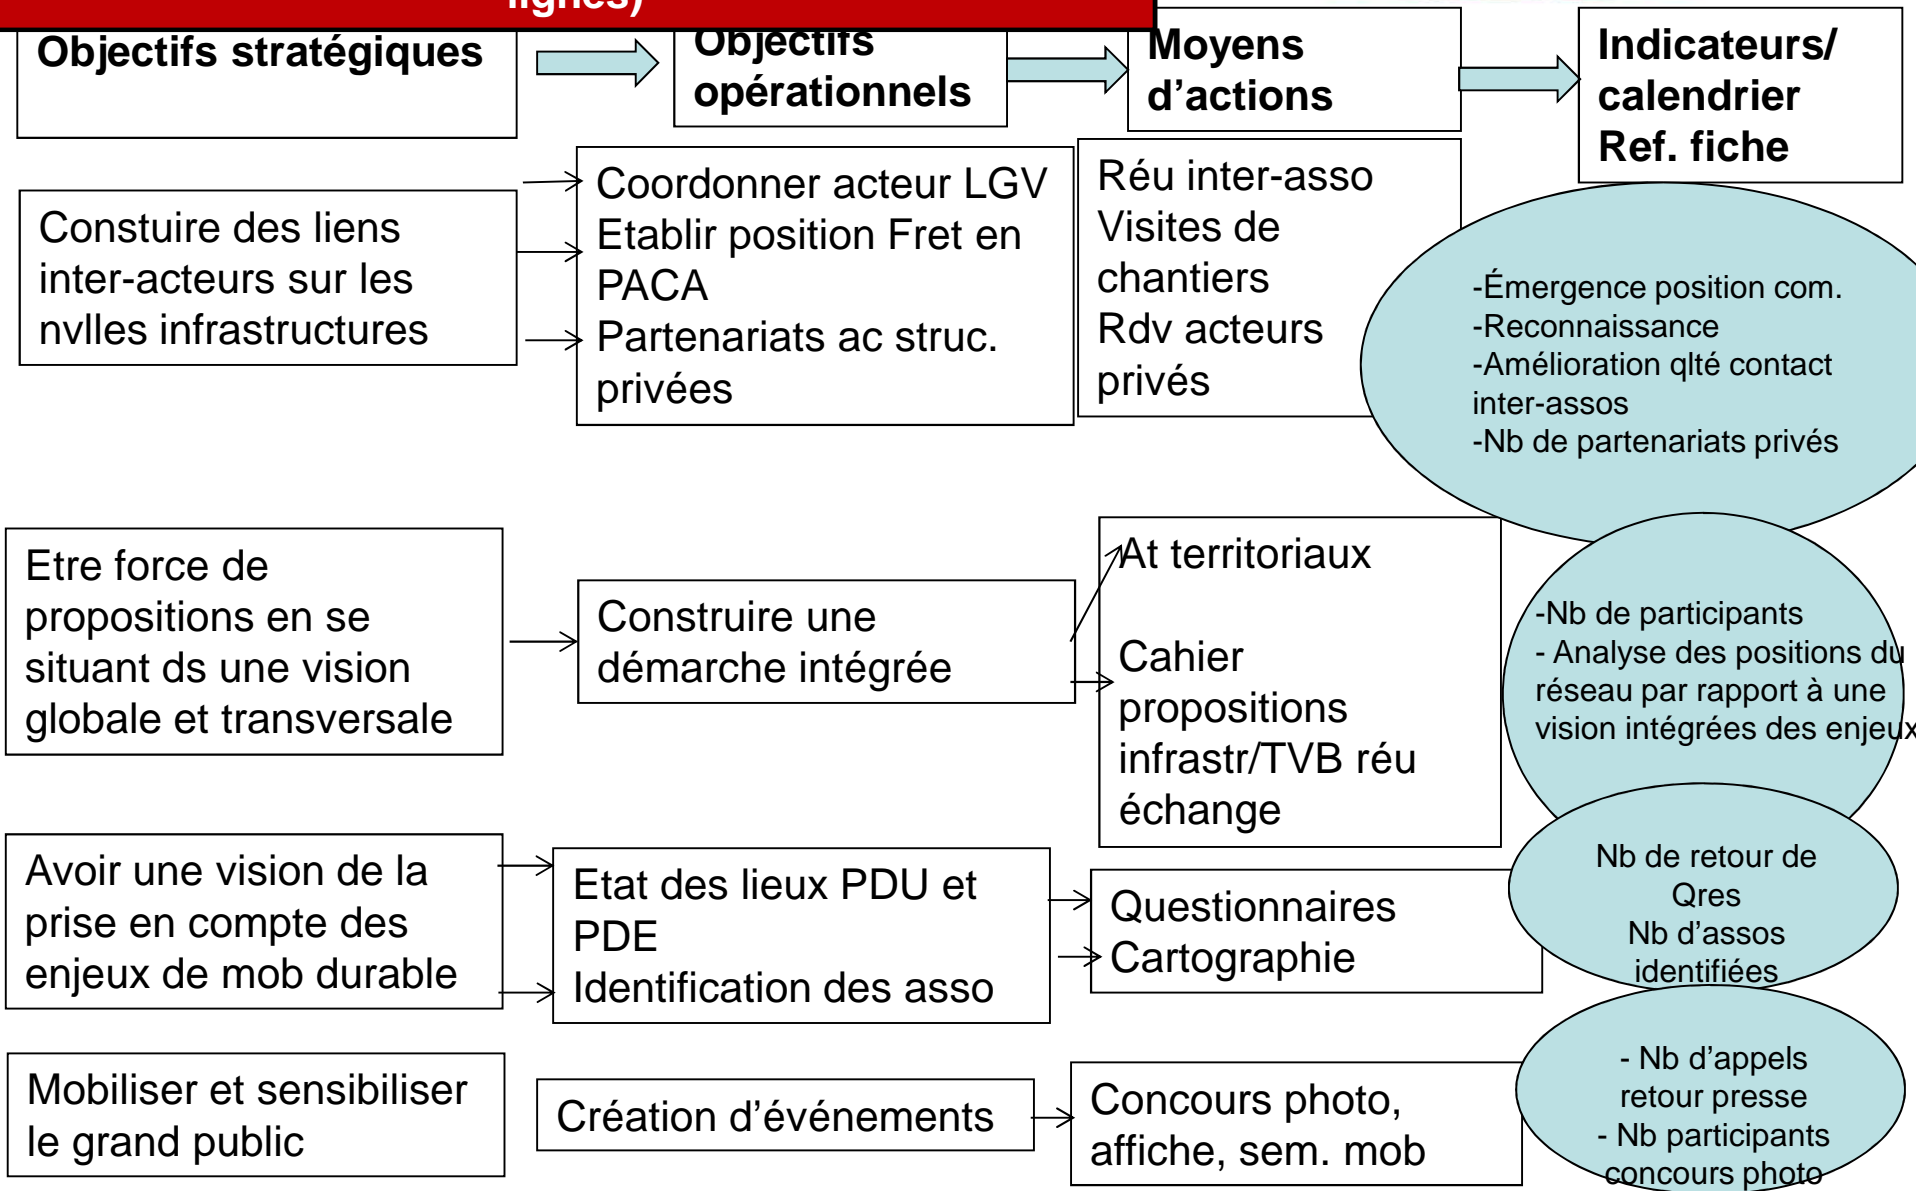 lignes)
Objectifs stratégiques
Objectifs
opérationnels
Moyens
d’actions
Indicateurs/
calendrier
Ref. fiche
Constuire des liens
inter-acteurs sur les
nvlles infrastructures
Coordonner acteur LGV
Etablir position Fret en
PACA
Partenariats ac struc.
privées
Réu inter-asso
Visites de
chantiers
Rdv acteurs
privés
-Émergence position com.
-Reconnaissance
-Amélioration qlté contact
inter-assos
-Nb de partenariats privés
Etre force de
propositions en se
situant ds une vision
globale et transversale
Construire une
démarche intégrée
At territoriaux
Cahier
propositions
infrastr/TVB réu
échange
-Nb de participants
- Analyse des positions du
réseau par rapport à une
vision intégrées des enjeux
Avoir une vision de la
prise en compte des
enjeux de mob durable
Etat des lieux PDU et
PDE
Identification des asso
Questionnaires
Cartographie
Nb de retour de
Qres
Nb d’assos
identifiées
Mobiliser et sensibiliser
le grand public
Création d’événements
Concours photo,
affiche, sem. mob
- Nb d’appels
retour presse
- Nb participants
concours photo